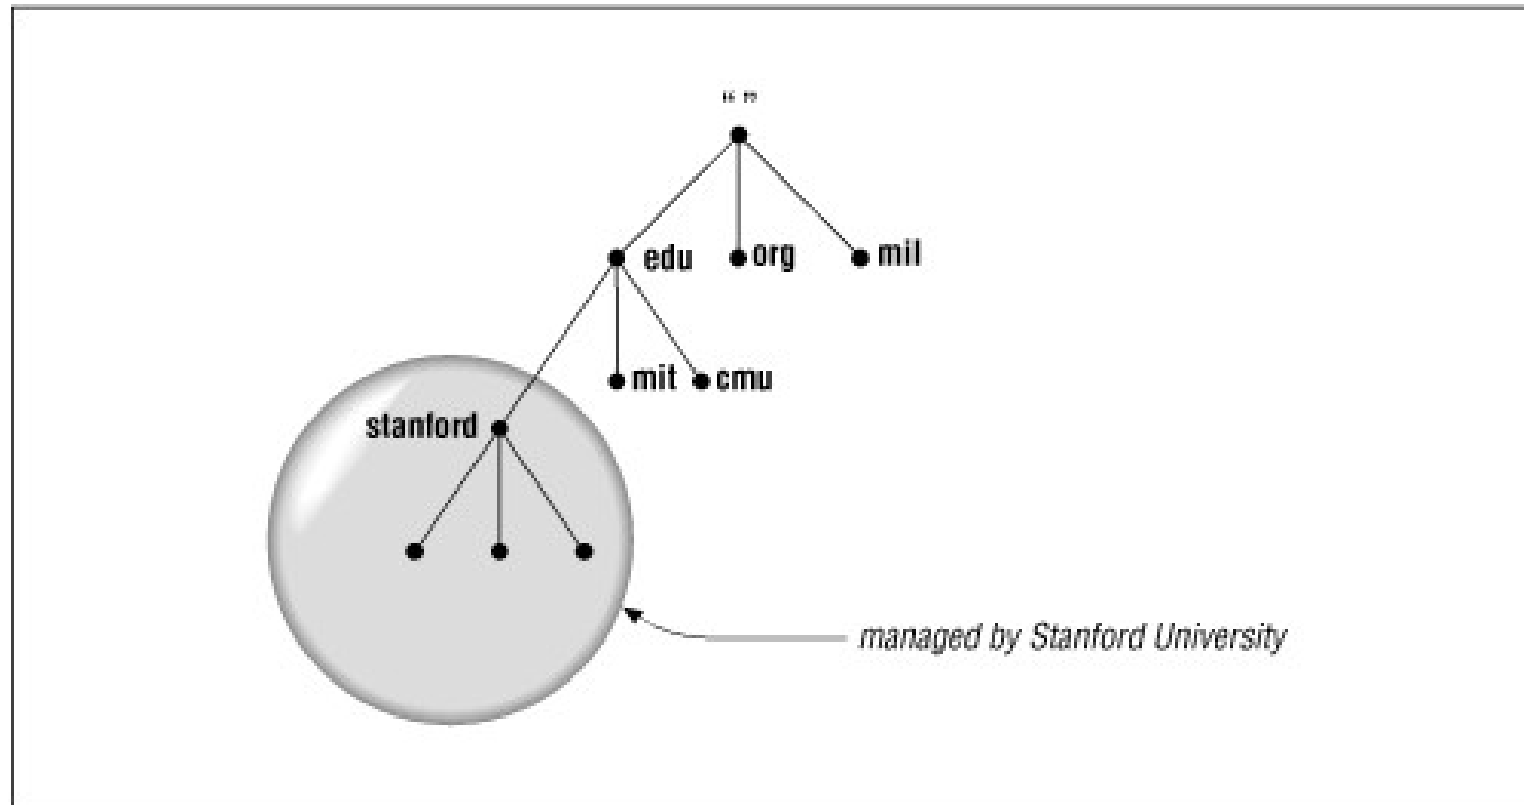 “ ”
edu org mil
mit cmu
stanford
managed by Stanford University